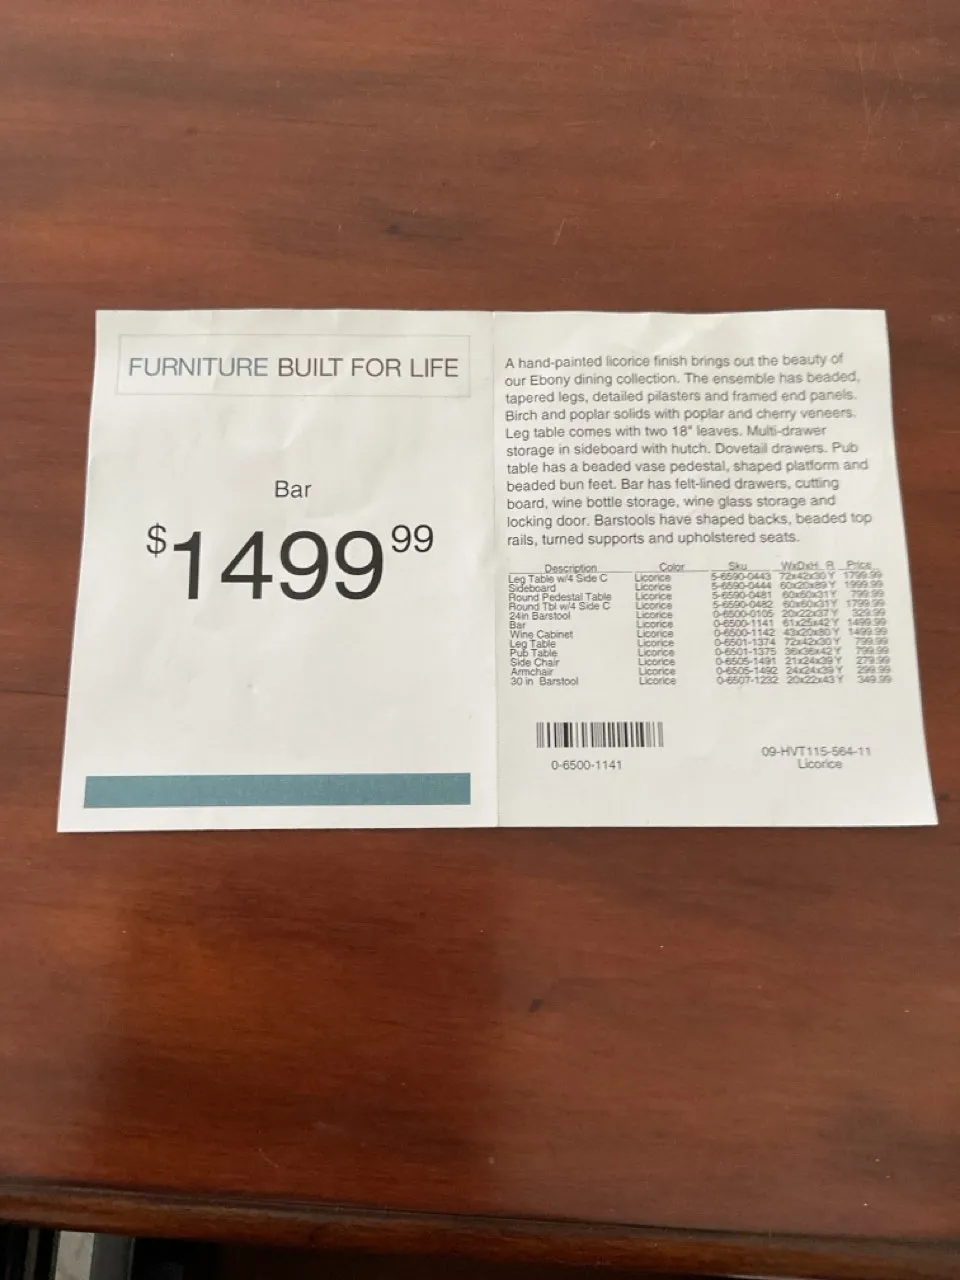 FURNITURE BUILT FOR LIFE
Bar
$1499 99
A hand-painted licorice finish brings out the beauty of
our Ebony dining collection. The ensemble has beaded,
tapered legs, detailed pilasters and framed end panels.
Birch and poplar solids with poplar and cherry veneers.
Leg table comes with two 18" leaves. Multi-drawer
storage in sideboard with hutch. Dovetail drawers. Pub
table has a beaded vase pedestal, shaped platform and
beaded bun feet. Bar has felt-lined drawers, cutting
board, wine bottle storage, wine glass storage and
locking door. Barstools have shaped backs, beaded top
rails, turned supports and upholstered seats.
Description Color Sku WxDxH R Price
Leg Table w/4 Side C Licorice 5-6590-0443 72x42x30 Y 1799.99
Sideboard Licorice 5-6590-0444 60x20x89 Y 1999.99
Round Pedestal Table Licorice 5-6590-0481 60x60x31 Y 799.99
Round Tbl w/4 Side C Licorice 5-6590-0482 60x60x31 Y 1799.99
24in Barstool Licorice 0-6500-0105 20x22x37 Y 329.99
Bar Licorice 0-6500-1141 61x25x42 Y 1499.99
Wine Cabinet Licorice 0-6500-1142 43x20x80 Y 1499.99
Leg Table Licorice 0-6501-1374 72x42x30 Y 799.99
Pub Table Licorice 0-6501-1375 36x36x42 Y 799.99
Side Chair Licorice 0-6505-1491 21x24x39 Y 279.99
Armchair Licorice 0-6505-1492 24x24x39 Y 299.99
30 in Barstool Licorice 0-6507-1232 20x22x43 Y 349.99
0-6500-1141
09-HVT115-564-11
Licorice